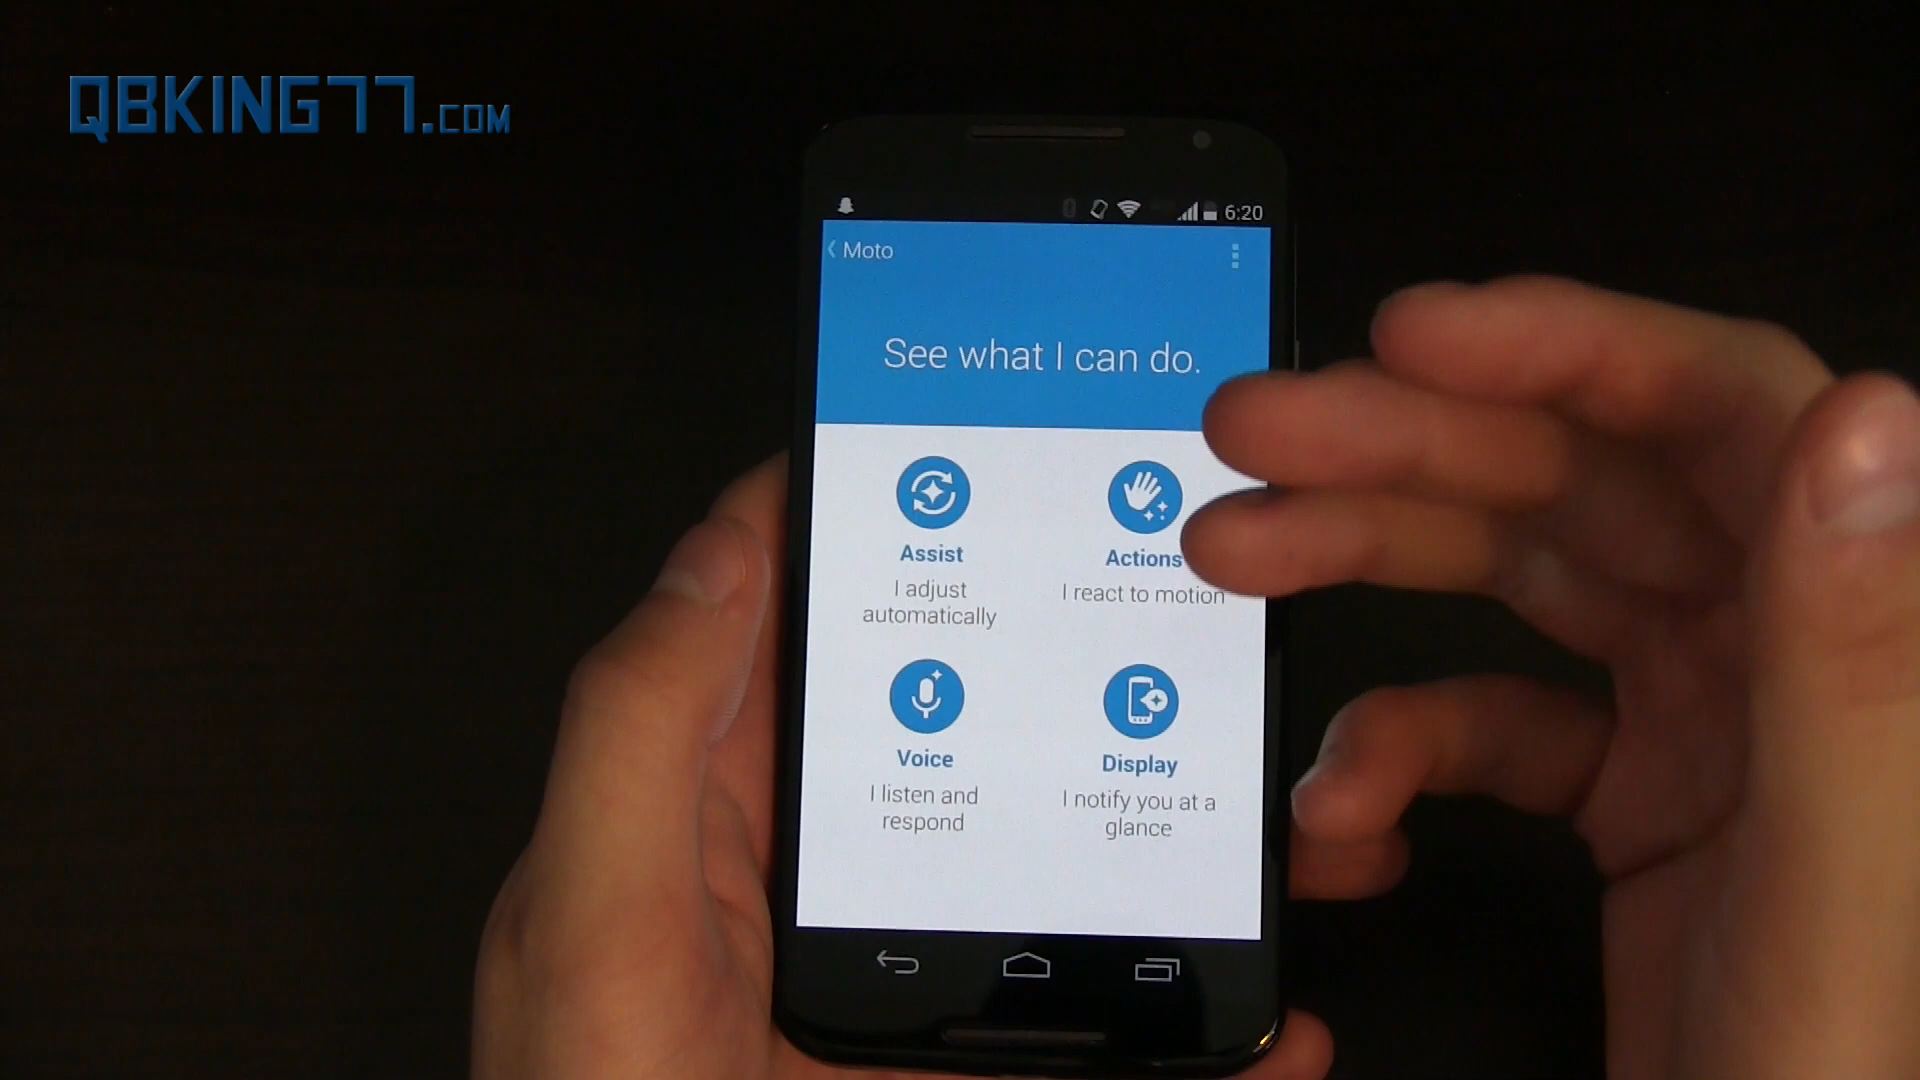 QBKING77.COM
6:20
Moto
See what I can do.
Assist
I adjust
automatically
Actions
I react to motion
Voice
I listen and
respond
Display
I notify you at a
glance